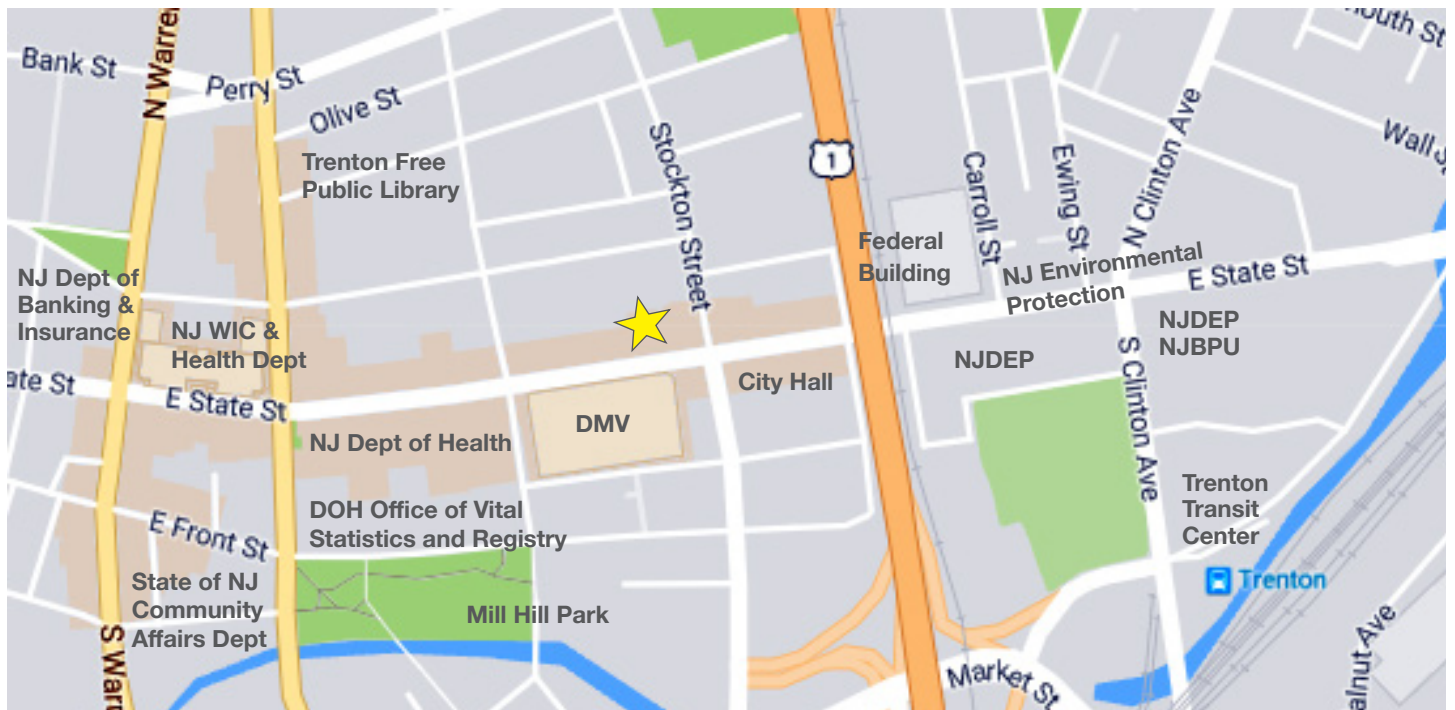 Bank St
N Warre
Perry St
Olive St
Trenton Free
Public Library
Stockton Street
1
Carroll St
Ewing St
N Clinton Ave
mouth St
Wall S
Federal
Building
NJ Environmental
Protection
E State St
NJ Dept of
Banking &
Insurance
NJ WIC &
Health Dept
ate St
E State St
NJDEP
NJBPU
NJDEP
City Hall
DMV
NJ Dept of Health
S Clinton Ave
E Front St
DOH Office of Vital
Statistics and Registry
Trenton
Transit
Center
Trenton
State of NJ
Community
Affairs Dept
Mill Hill Park
S Warr
Market St
alnut Ave